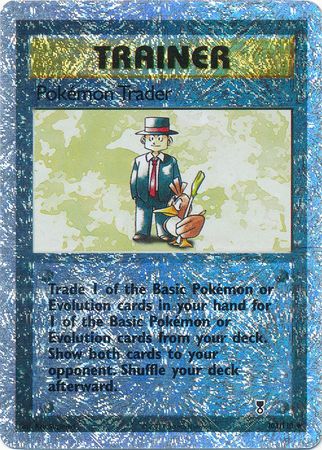 TRAINER
Pokémon Trader
Trade 1 of the Basic Pokémon or
Evolution cards in your hand for
1 of the Basic Pokémon or
Evolution cards from your deck.
Show both cards to your
opponent. Shuffle your deck
afterward.